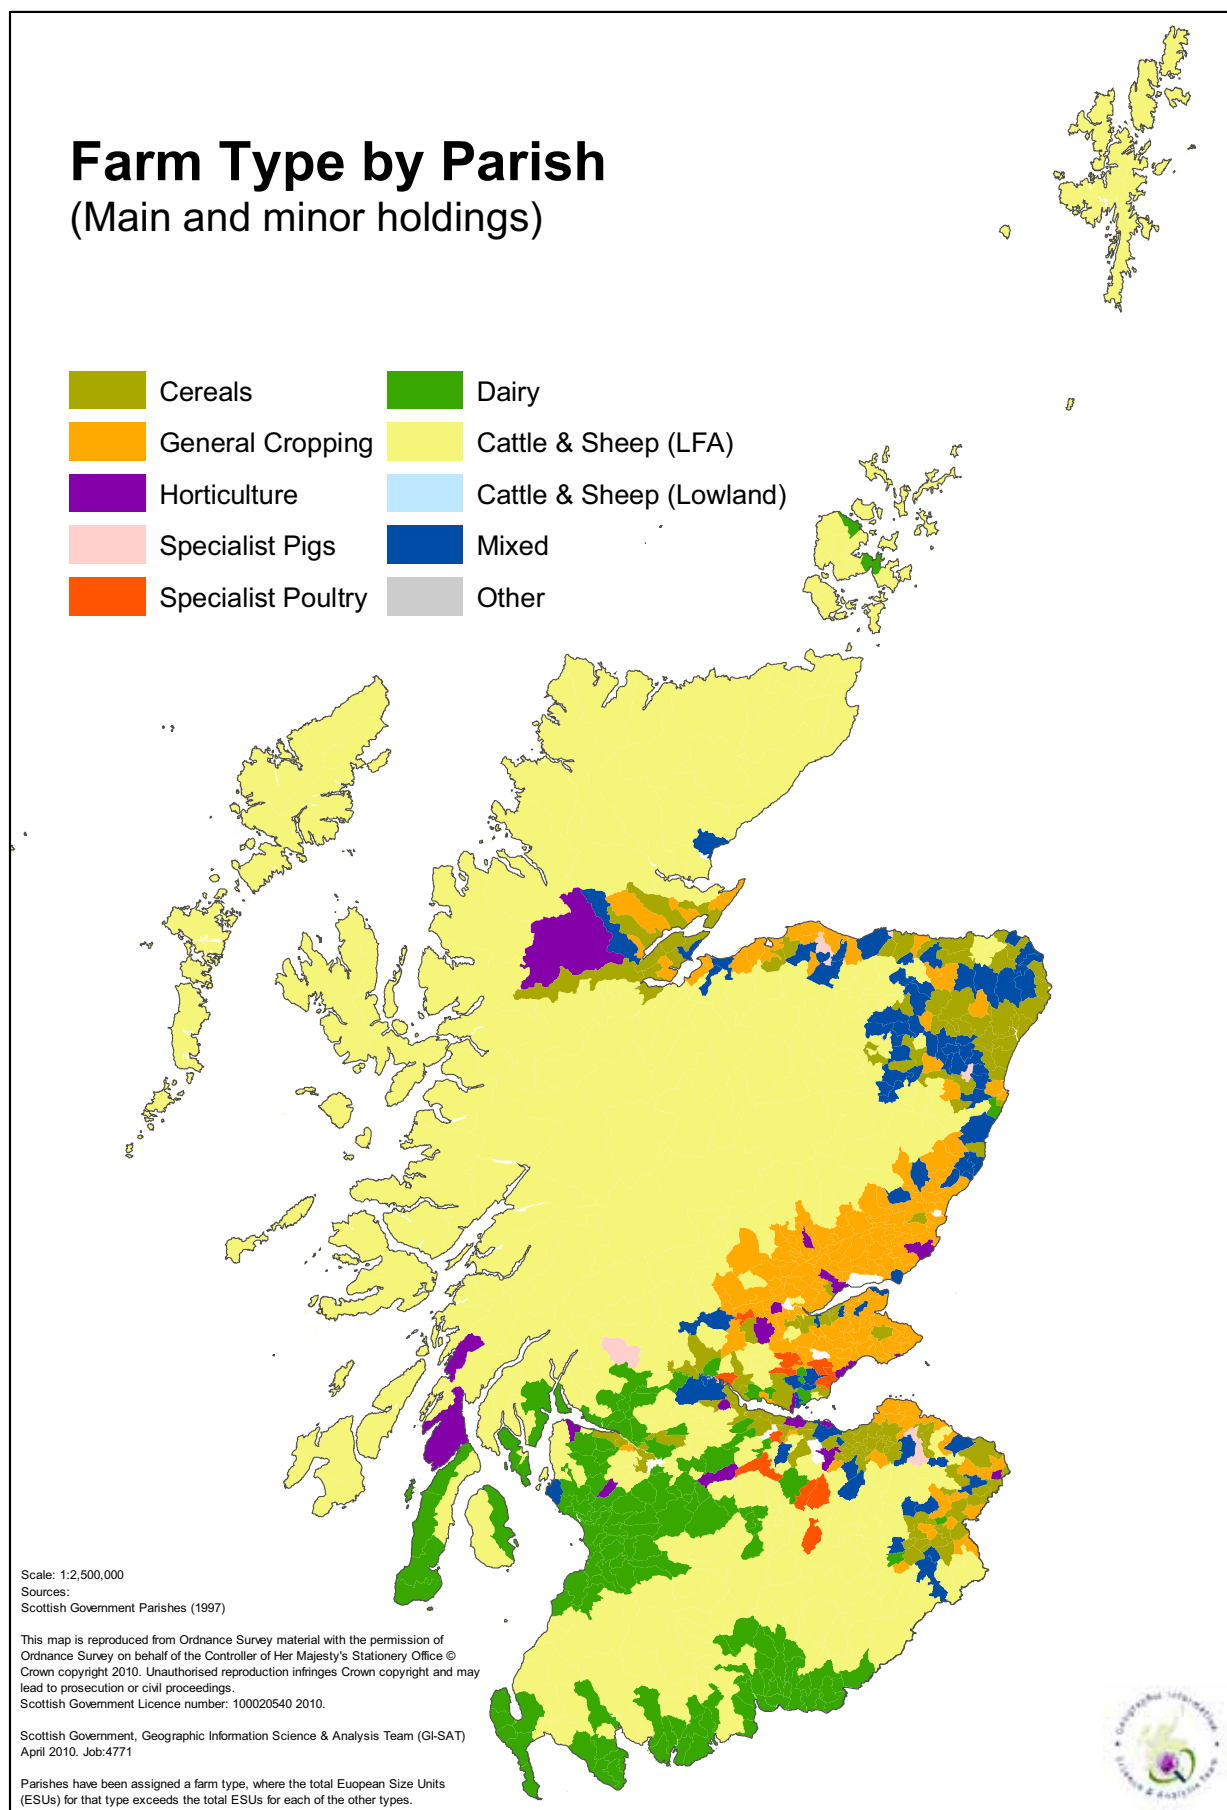 Farm Type by Parish
(Main and minor holdings)
Cereals
General Cropping
Horticulture
Specialist Pigs
Specialist Poultry
Dairy
Cattle & Sheep (LFA)
Cattle & Sheep (Lowland)
Mixed
Other
Scale: 1:2,500,000
Sources:
Scottish Government Parishes (1997)
This map is reproduced from Ordnance Survey material with the permission of
Ordnance Survey on behalf of the Controller of Her Majesty's Stationery Office ©
Crown copyright 2010. Unauthorised reproduction infringes Crown copyright and may
lead to prosecution or civil proceedings.
Scottish Government Licence number: 100020540 2010.
Scottish Government, Geographic Information Science & Analysis Team (GI-SAT)
April 2010. Job:4771
Parishes have been assigned a farm type, where the total Euopean Size Units
(ESUs) for that type exceeds the total ESUs for each of the other types.
Geographic Information
Science & Analysis Team